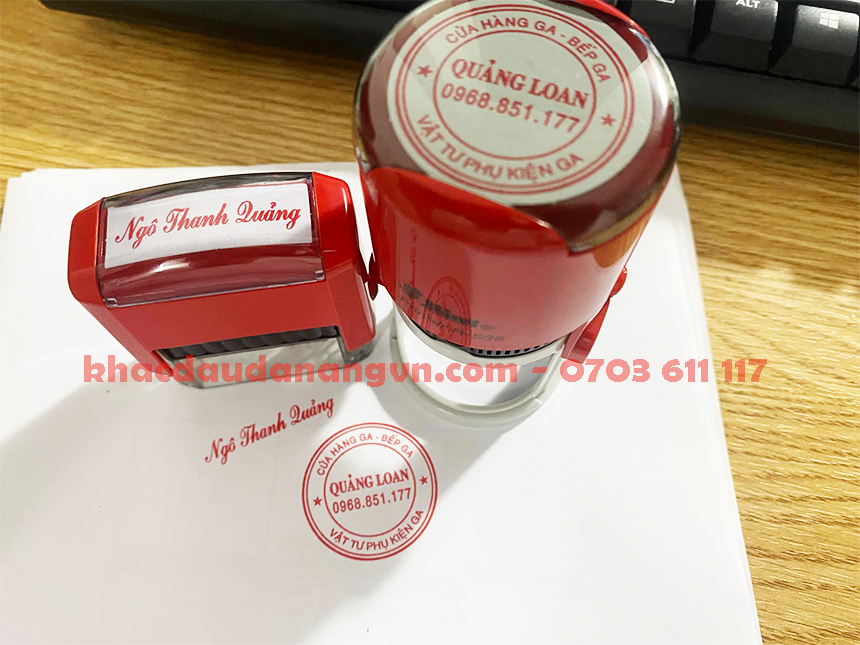 ALT
CỬA HÀNG GA - BẾP GA
QUẢNG LOAN
0968.851.177
VẬT TƯ PHỤ KIỆN GA
Ngô Thanh Quảng
khacdaudanangvn.com - 0703 611 117
Ngô Thanh Quảng
CỬA HÀNG GA - BẾP GA
QUẢNG LOAN
0968.851.177
VẬT TƯ PHỤ KIỆN GA